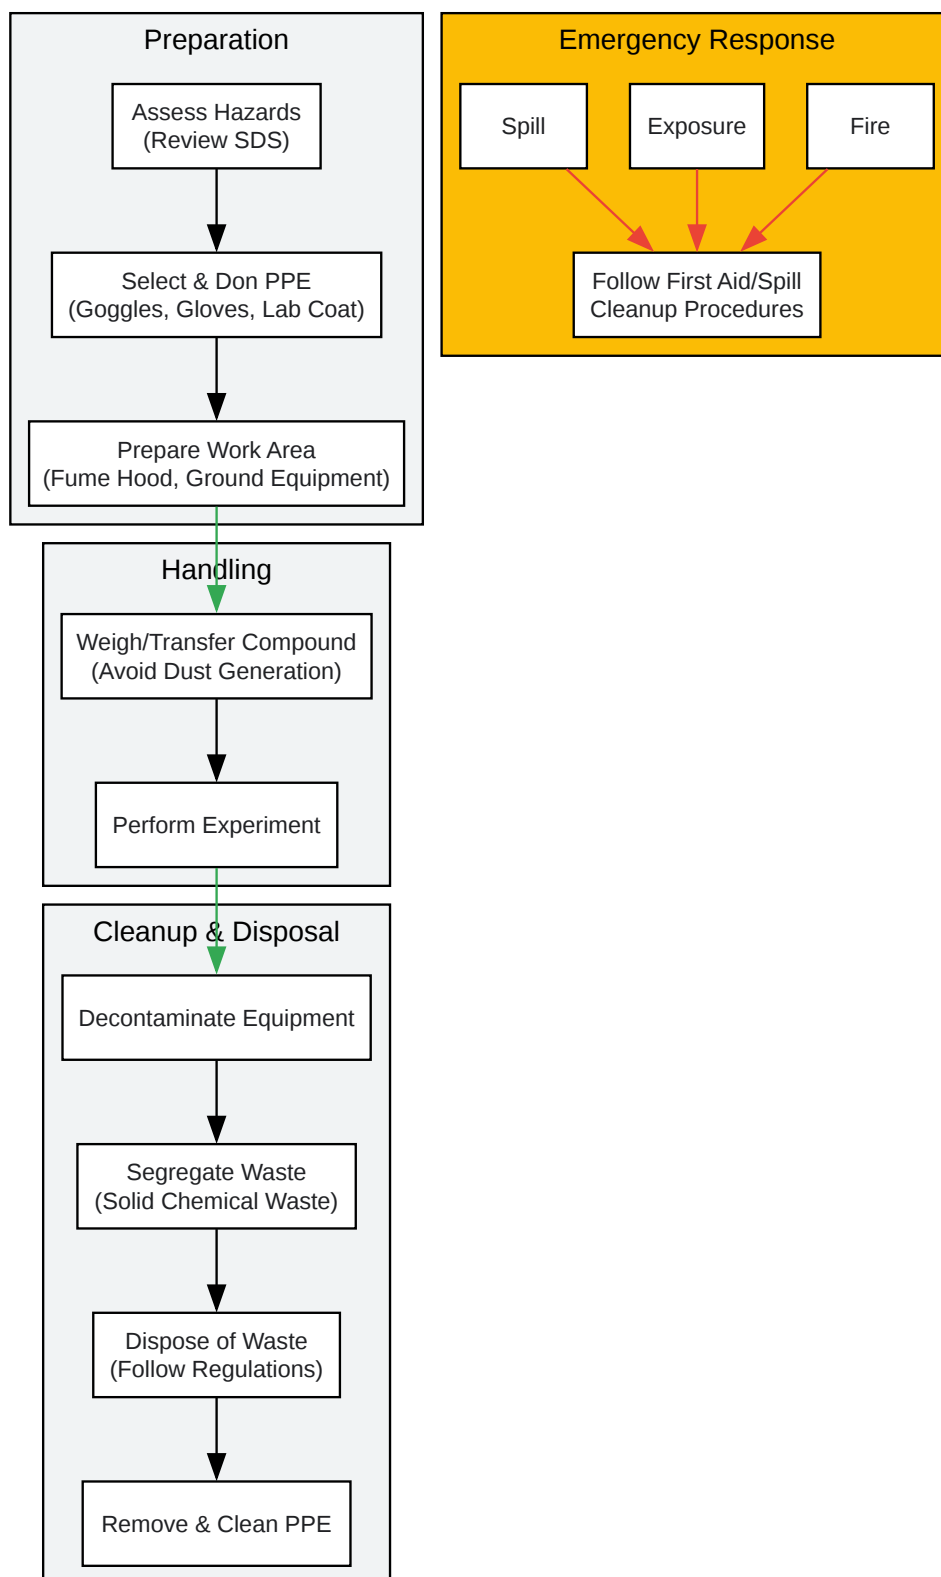 Preparation
Assess Hazards
(Review SDS)
Select & Don PPE
(Goggles, Gloves, Lab Coat)
Prepare Work Area
(Fume Hood, Ground Equipment)
Handling
Weigh/Transfer Compound
(Avoid Dust Generation)
Perform Experiment
Cleanup & Disposal
Decontaminate Equipment
Segregate Waste
(Solid Chemical Waste)
Dispose of Waste
(Follow Regulations)
Remove & Clean PPE
Emergency Response
Spill
Exposure
Fire
Follow First Aid/Spill
Cleanup Procedures